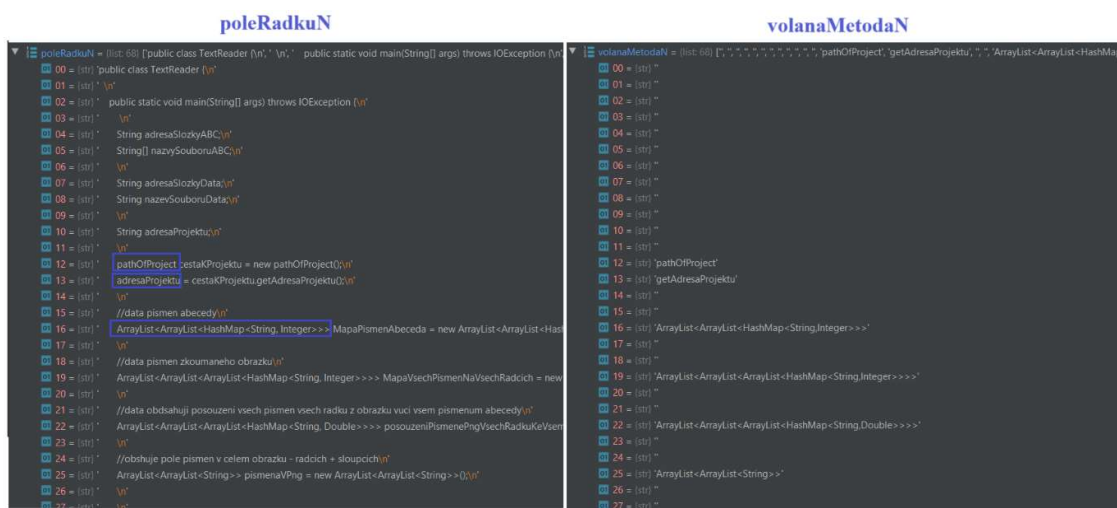 poleRadkuN
poleRadkuN = {list: 68} ['public class TextReader {\n', ' \n', '    public static void main(String[] args) throws IOException {\n',
00 = {str} 'public class TextReader {\n'
01 = {str} ' \n'
02 = {str} '    public static void main(String[] args) throws IOException {\n'
03 = {str} '        \n'
04 = {str} '        String adresaSlozkyABC;\n'
05 = {str} '        String[] nazvySouboruABC;\n'
06 = {str} '        \n'
07 = {str} '        String adresaSlozkyData;\n'
08 = {str} '        String nazevSouboruData;\n'
09 = {str} '        \n'
10 = {str} '        String adresaProjektu;\n'
11 = {str} '        \n'
12 = {str} '        pathOfProject cestaKProjektu = new pathOfProject();\n'
13 = {str} '        adresaProjektu = cestaKProjektu.getAdresaProjektu();\n'
14 = {str} '        \n'
15 = {str} '        //data pismen abecedy\n'
16 = {str} '        ArrayList<ArrayList<HashMap<String, Integer>>> MapaPismenAbeceda = new ArrayList<ArrayList<Hash
17 = {str} '        \n'
18 = {str} '        //data pismen zkoumaneho obrazku\n'
19 = {str} '        ArrayList<ArrayList<ArrayList<HashMap<String, Integer>>>> MapaVsechPismenNaVsechRadcich = new
20 = {str} '        \n'
21 = {str} '        //data obdsahuji posouzeni vsech pismen vsech radku z obrazku vuci vsem pismenum abecedy\n'
22 = {str} '        ArrayList<ArrayList<ArrayList<HashMap<String, Double>>>> posouzeniPismenePngVsechRadkuKeVsem
23 = {str} '        \n'
24 = {str} '        //obshuje pole pismen v celem obrazku - radcich + sloupcich\n'
25 = {str} '        ArrayList<ArrayList<String>> pismenaVPng = new ArrayList<ArrayList<String>>();\n'
26 = {str} '        \n'
27 = {str} '        \n'
volanaMetodaN
volanaMetodaN = {list: 68} ['', '', '', '', '', '', '', '', '', '', '', '', 'pathOfProject', 'getAdresaProjektu', '', '', 'ArrayList<ArrayList<HashMap
00 = {str} ''
01 = {str} ''
02 = {str} ''
03 = {str} ''
04 = {str} ''
05 = {str} ''
06 = {str} ''
07 = {str} ''
08 = {str} ''
09 = {str} ''
10 = {str} ''
11 = {str} ''
12 = {str} 'pathOfProject'
13 = {str} 'getAdresaProjektu'
14 = {str} ''
15 = {str} ''
16 = {str} 'ArrayList<ArrayList<HashMap<String,Integer>>>'
17 = {str} ''
18 = {str} ''
19 = {str} 'ArrayList<ArrayList<ArrayList<HashMap<String,Integer>>>>'
20 = {str} ''
21 = {str} ''
22 = {str} 'ArrayList<ArrayList<ArrayList<HashMap<String,Double>>>>'
23 = {str} ''
24 = {str} ''
25 = {str} 'ArrayList<ArrayList<String>>'
26 = {str} ''
27 = {str} ''